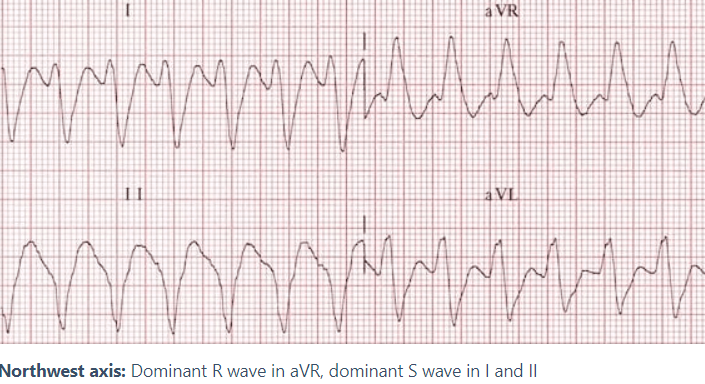 I aVR
II aVL
Northwest axis: Dominant R wave in aVR, dominant S wave in I and II